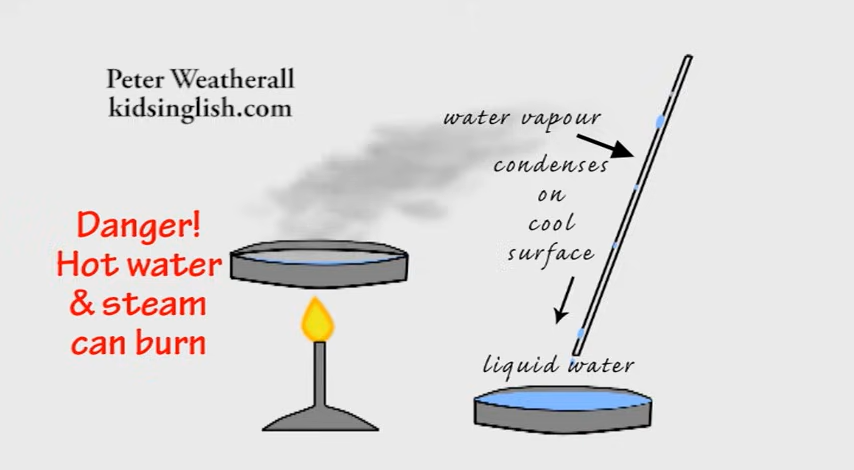 Peter Weatherall
kidsinglish.com
Danger!
Hot water
& steam
can burn
water vapour
condenses
on
cool
surface
liquid water